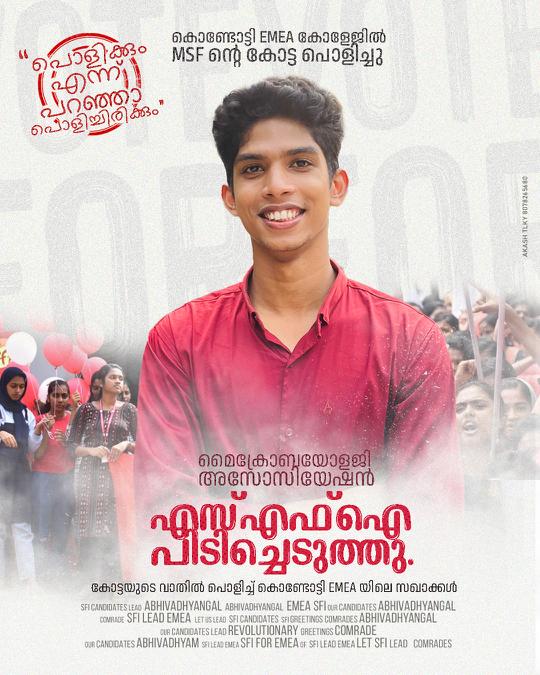 കൊണ്ടോട്ടി EMEA കോളേജിൽ
MSF ന്റെ കോട്ട പൊളിച്ചു
“പൊളിക്കും
എന്ന്
പറഞ്ഞാ
പൊളിച്ചിരിക്കും”
AKASH TLKY 8078265680
മൈക്രോബയോളജി
അസോസിയേഷൻ
എസ്എഫ്ഐ
പിടിച്ചെടുത്തു.
കോട്ടയുടെ വാതിൽ പൊളിച്ച് കൊണ്ടോട്ടി EMEA യിലെ സഖാക്കൾ
SFI CANDIDATES LEAD ABHIVADHYANGAL ABHIVADHYANGAL EMEA SFI OUR CANDIDATES ABHIVADHYANGAL
COMRADE SFI LEAD EMEA LET US LEAD SFI CANDIDATES SFI GREETINGS COMRADES ABHIVADHYANGAL
OUR CANDIDATES LEAD REVOLUTIONARY GREETINGS COMRADE
OUR CANDIDATES ABHIVADHYAM SFI LEAD EMEA SFI FOR EMEA OF SFI LEAD EMEA LET SFI LEAD COMRADES